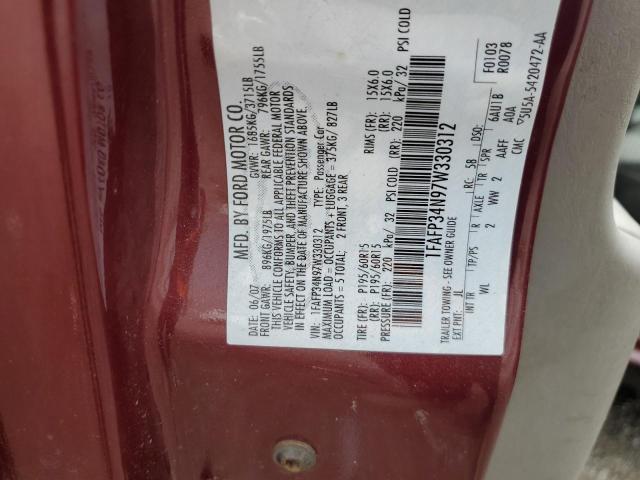 MFD. BY FORD MOTOR CO.
DATE: 06/07 GVWR: 1685KG/3715LB
FRONT GAWR: 896KG/1975LB REAR GAWR: 796KG/1755LB
THIS VEHICLE CONFORMS TO ALL APPLICABLE FEDERAL MOTOR
VEHICLE SAFETY, BUMPER, AND THEFT PREVENTION STANDARDS
IN EFFECT ON THE DATE OF MANUFACTURE SHOWN ABOVE.
VIN: 1FAFP34N97W330312 TYPE: Passenger Car
MAXIMUM LOAD = OCCUPANTS + LUGGAGE = 375KG/ 827LB
OCCUPANTS = 5 TOTAL: 2 FRONT, 3 REAR
TIRE (FR): P195/60R15 RIMS (FR): 15X6.0
(RR): P195/60R15 (RR): 15X6.0
PRESSURE (FR): 220 kPa/ 32 PSI COLD (RR): 220 kPa/ 32 PSI COLD
1FAFP34N97W330312
TRAILER TOWING - SEE OWNER GUIDE F0103
EXT PNT: JL RC: 58 DSO: R0078
INT TR TP/PS R AXLE TR SPR 6AU1B
WL 2 WW 2 AAFF A0A
CMC 5U5A-5420472-AA